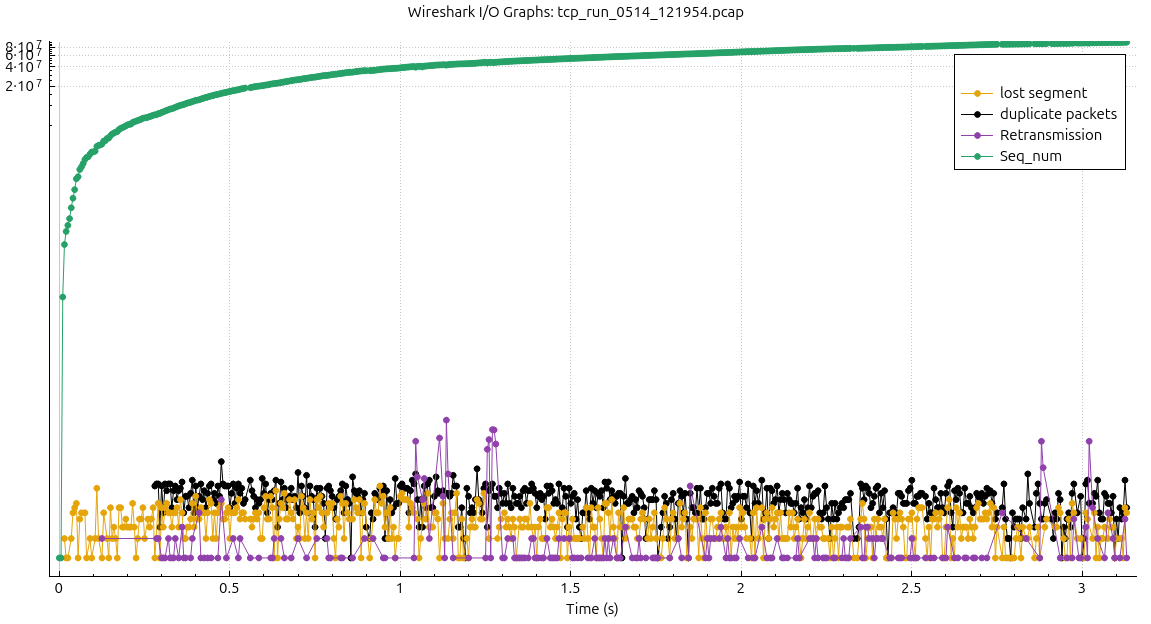 Wireshark I/O Graphs: tcp_run_0514_121954.pcap
8·10⁷
6·10⁷
4·10⁷
2·10⁷
lost segment
duplicate packets
Retransmission
Seq_num
0 0.5 1 1.5 2 2.5 3
Time (s)